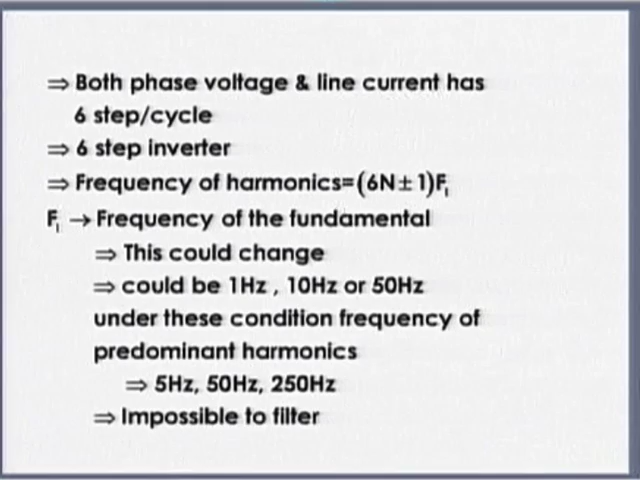 ⇒ Both phase voltage & line current has
6 step/cycle
⇒ 6 step inverter
⇒ Frequency of harmonics=(6N±1)F₁
F₁ → Frequency of the fundamental
⇒ This could change
⇒ could be 1Hz , 10Hz or 50Hz
under these condition frequency of
predominant harmonics
⇒ 5Hz, 50Hz, 250Hz
⇒ Impossible to filter